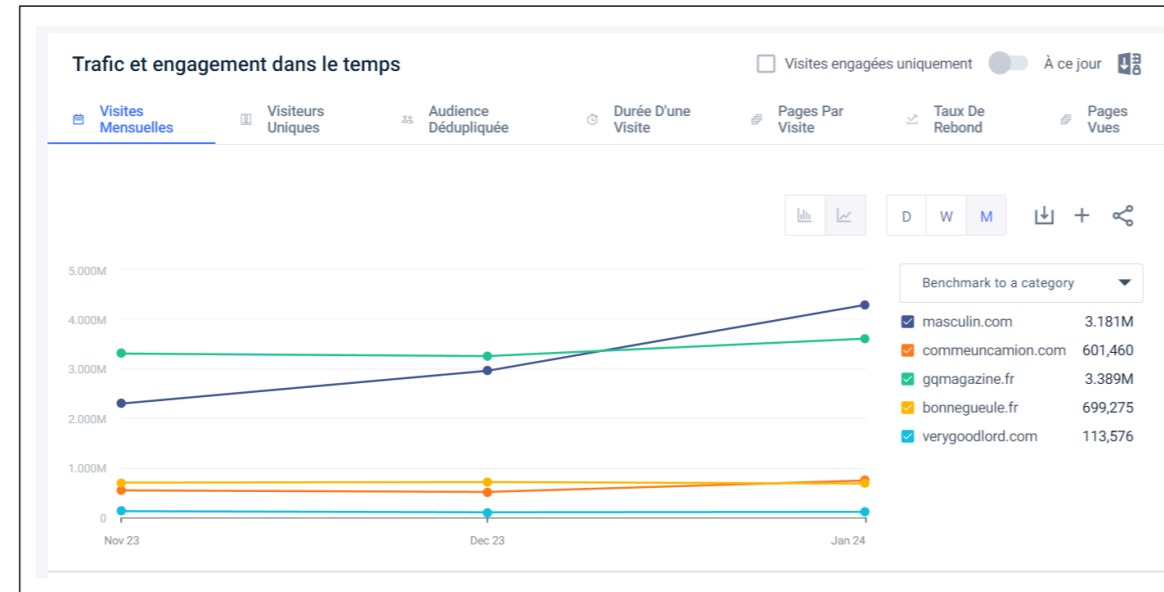 Trafic et engagement dans le temps
Visites engagées uniquement
À ce jour
Visites Mensuelles
Visiteurs Uniques
Audience Dédupliquée
Durée D'une Visite
Pages Par Visite
Taux De Rebond
Pages Vues
D W M
5.000M
4.000M
3.000M
2.000M
1.000M
0
Nov 23
Dec 23
Jan 24
Benchmark to a category
masculin.com 3.181M
commeuncamion.com 601,460
gqmagazine.fr 3.389M
bonnegueule.fr 699,275
verygoodlord.com 113,576